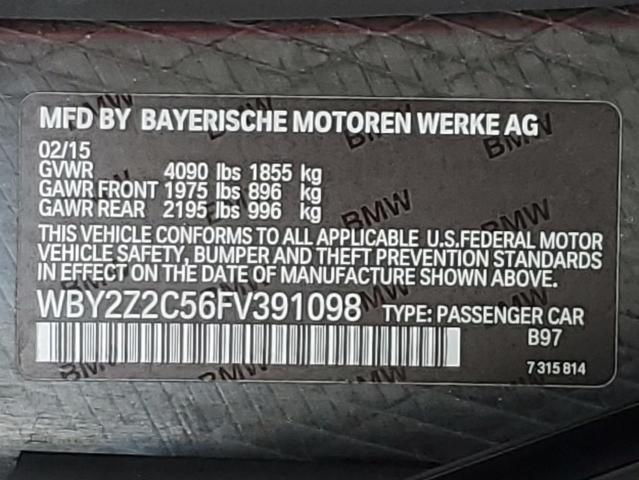 MFD BY BAYERISCHE MOTOREN WERKE AG
02/15
GVWR 4090 lbs 1855 kg
GAWR FRONT 1975 lbs 896 kg
GAWR REAR 2195 lbs 996 kg
THIS VEHICLE CONFORMS TO ALL APPLICABLE U.S.FEDERAL MOTOR
VEHICLE SAFETY, BUMPER AND THEFT PREVENTION STANDARDS
IN EFFECT ON THE DATE OF MANUFACTURE SHOWN ABOVE.
WBY2Z2C56FV391098 TYPE: PASSENGER CAR
B97
7 315 814